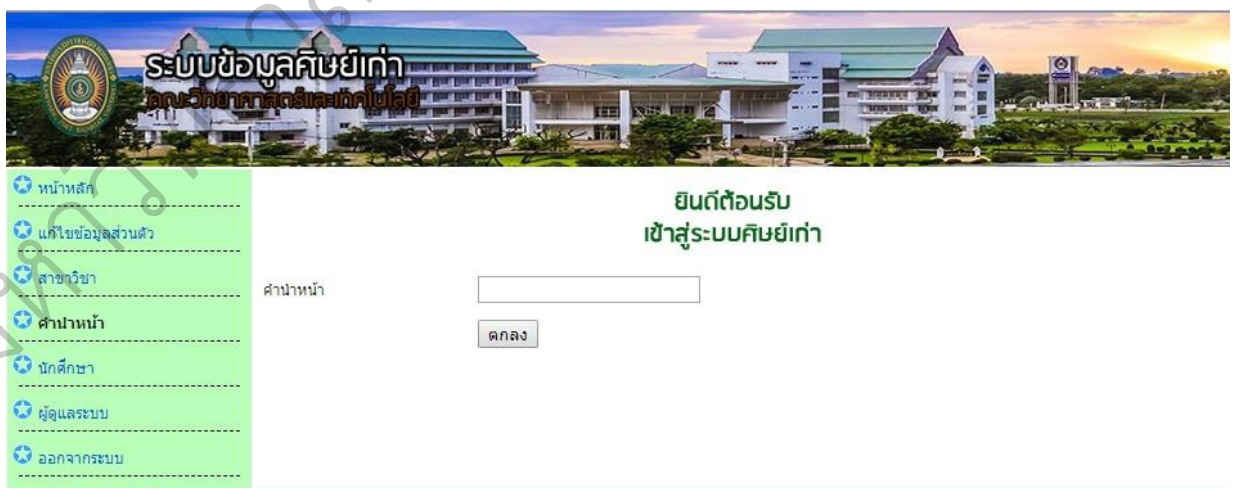 ระบบข้อมูลศิษย์เก่า
คณะวิทยาศาสตร์และเทคโนโลยี
หน้าหลัก
แก้ไขข้อมูลส่วนตัว
สาขาวิชา
คำนำหน้า
นักศึกษา
ผู้ดูแลระบบ
ออกจากระบบ
ยินดีต้อนรับ
เข้าสู่ระบบศิษย์เก่า
คำนำหน้า
ตกลง